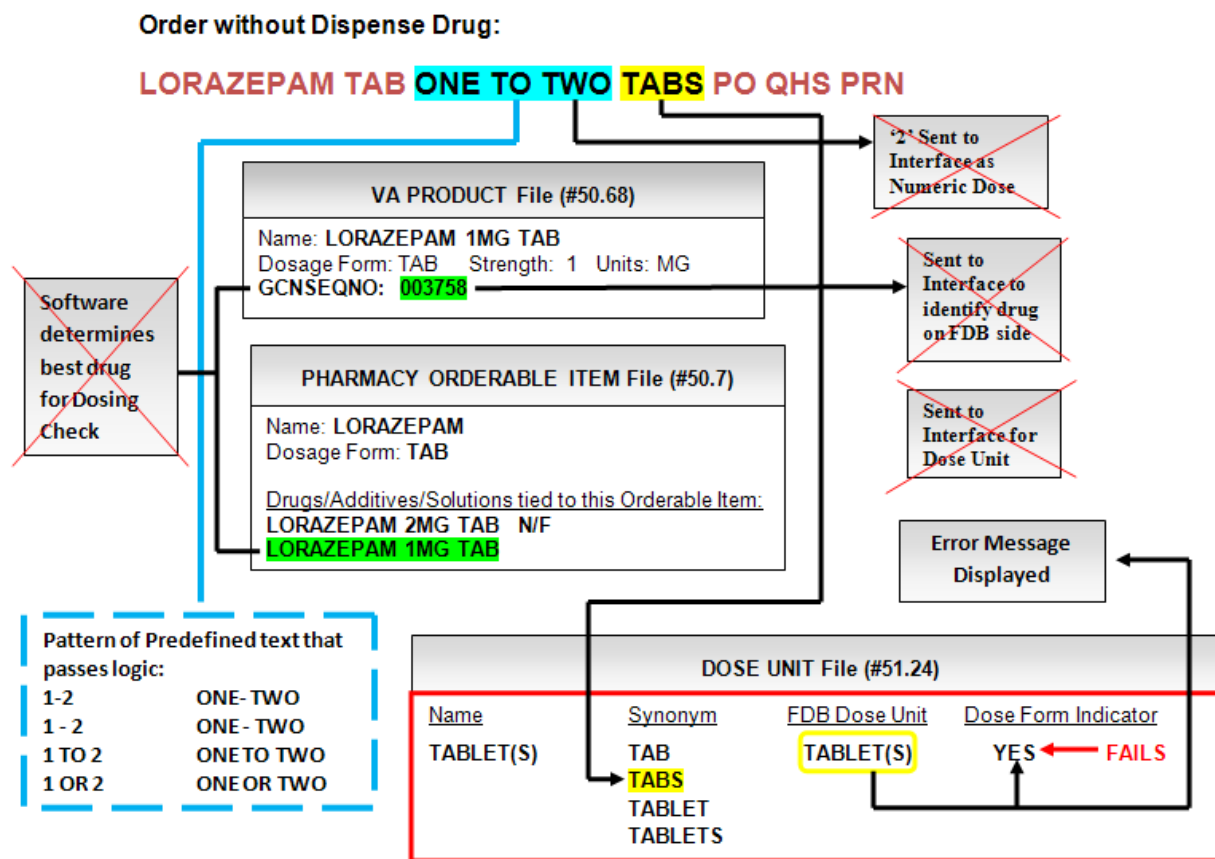 Order without Dispense Drug:
LORAZEPAM TAB ONE TO TWO TABS PO QHS PRN
‘2’ Sent to
Interface as
Numeric Dose
VA PRODUCT File (#50.68)
Name: LORAZEPAM 1MG TAB
Dosage Form: TAB Strength: 1 Units: MG
GCNSEQNO: 003758
Sent to
Interface to
identify drug
on FDB side
Software
determines
best drug
for Dosing
Check
PHARMACY ORDERABLE ITEM File (#50.7)
Name: LORAZEPAM
Dosage Form: TAB
Drugs/Additives/Solutions tied to this Orderable Item:
LORAZEPAM 2MG TAB N/F
LORAZEPAM 1MG TAB
Sent to
Interface for
Dose Unit
Error Message
Displayed
Pattern of Predefined text that
passes logic:
1-2 ONE- TWO
1 - 2 ONE - TWO
1 TO 2 ONE TO TWO
1 OR 2 ONE OR TWO
DOSE UNIT File (#51.24)
Name Synonym FDB Dose Unit Dose Form Indicator
TABLET(S) TAB TABLET(S) YES FAILS
TABS
TABLET
TABLETS